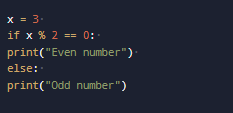 x = 3
if x % 2 == 0:
print("Even number")
else:
print("Odd number")